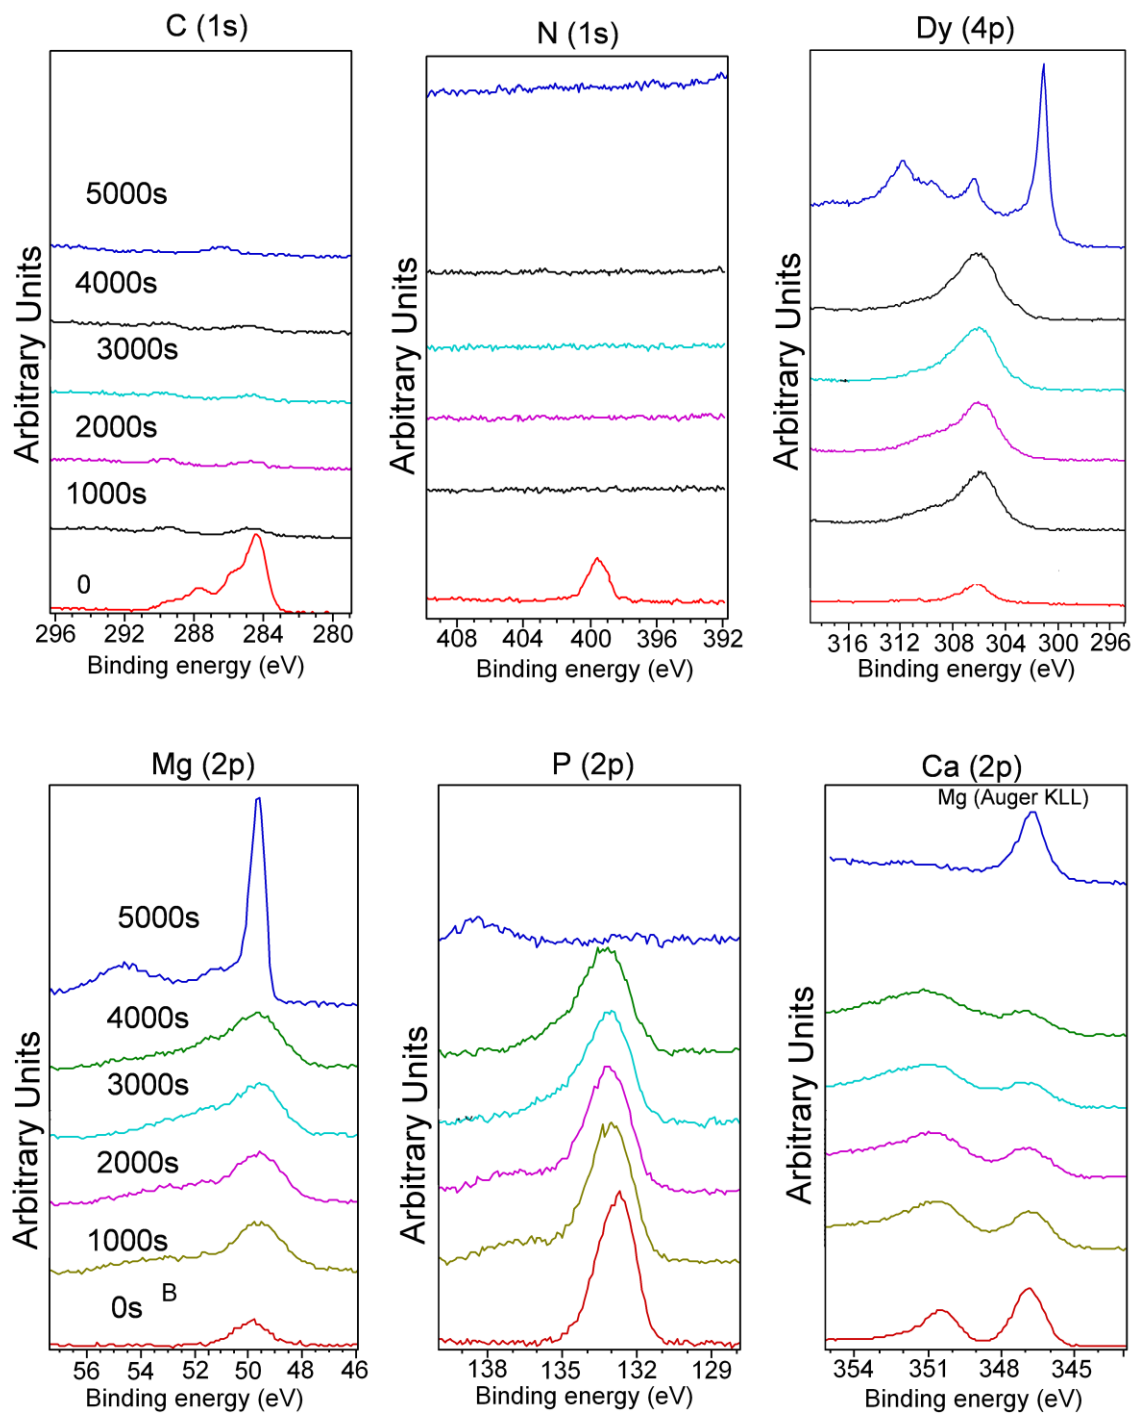 C (1s)
N (1s)
Dy (4p)
Arbitrary Units
5000s
4000s
3000s
2000s
1000s
0
296 292 288 284 280
Binding energy (eV)
Arbitrary Units
408 404 400 396 392
Binding energy (eV)
Arbitrary Units
316 312 308 304 300 296
Binding energy (eV)
Mg (2p)
P (2p)
Ca (2p)
Arbitrary Units
5000s
4000s
3000s
2000s
1000s
0s B
56 54 52 50 48 46
Binding energy (eV)
Arbitrary Units
138 135 132 129
Binding energy (eV)
Mg (Auger KLL)
Arbitrary Units
354 351 348 345
Binding energy (eV)